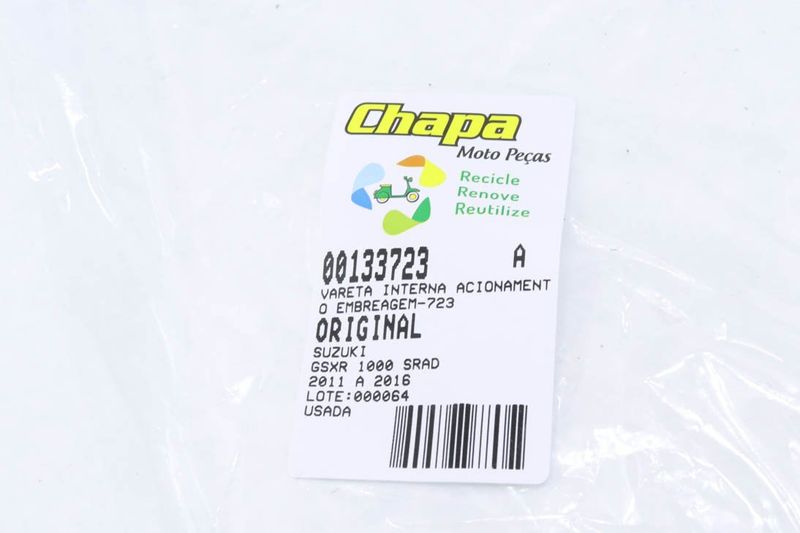 Chapa
Moto Peças
Recicle
Renove
Reutilize
00133723 A
VARETA INTERNA ACIONAMENT
O EMBREAGEM-723
ORIGINAL
SUZUKI
GSXR 1000 SRAD
2011 A 2016
LOTE:000064
USADA